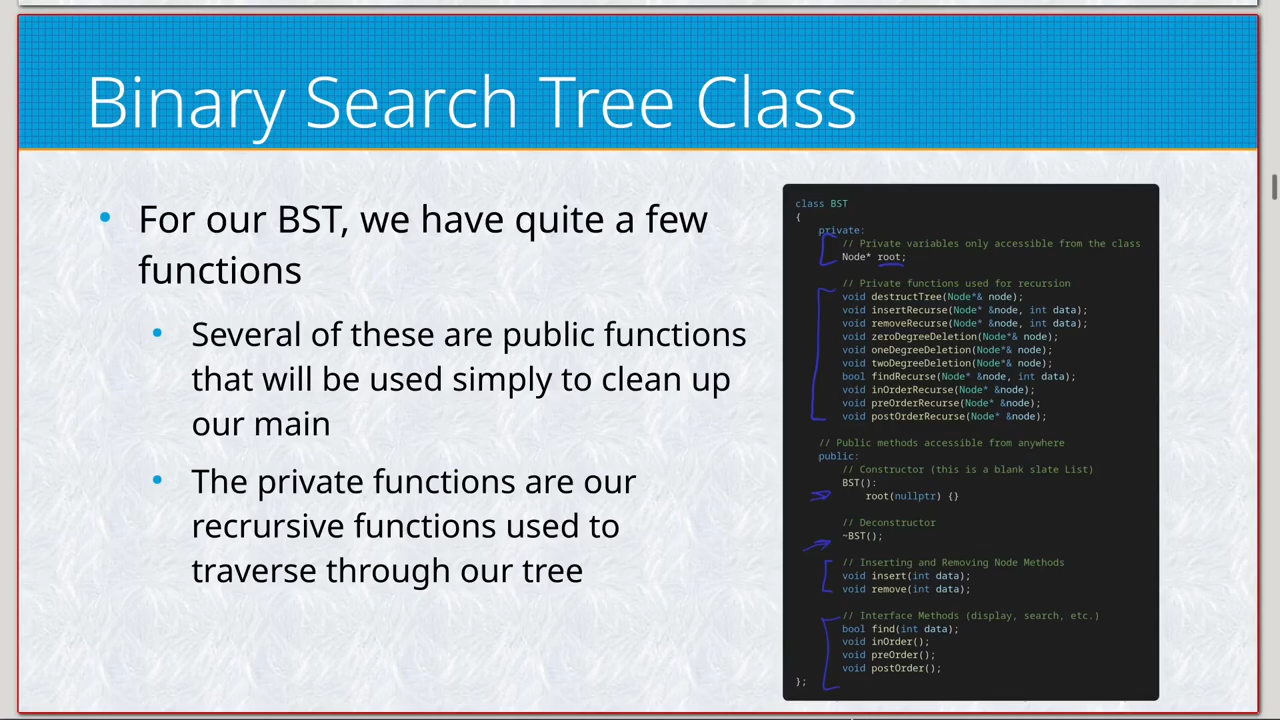 Binary Search Tree Class
For our BST, we have quite a few
functions
Several of these are public functions
that will be used simply to clean up
our main
The private functions are our
recrursive functions used to
traverse through our tree
class BST
{
private:
// Private variables only accessible from the class
Node* root;
// Private functions used for recursion
void destructTree(Node*& node);
void insertRecurse(Node* &node, int data);
void removeRecurse(Node* &node, int data);
void zeroDegreeDeletion(Node*& node);
void oneDegreeDeletion(Node*& node);
void twoDegreeDeletion(Node*& node);
bool findRecurse(Node* &node, int data);
void inOrderRecurse(Node* &node);
void preOrderRecurse(Node* &node);
void postOrderRecurse(Node* &node);
// Public methods accessible from anywhere
public:
// Constructor (this is a blank slate List)
BST():
root(nullptr) {}
// Deconstructor
~BST();
// Inserting and Removing Node Methods
void insert(int data);
void remove(int data);
// Interface Methods (display, search, etc.)
bool find(int data);
void inOrder();
void preOrder();
void postOrder();
};